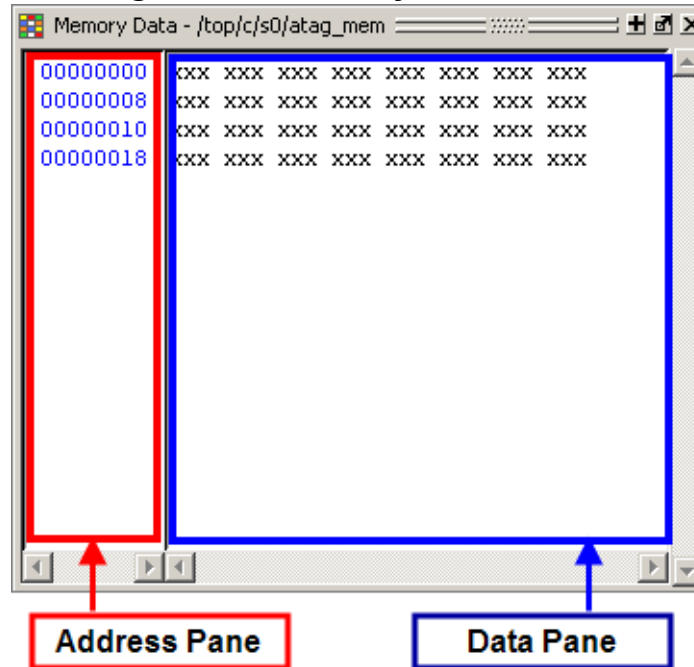 Memory Data - /top/c/s0/atag_mem
00000000 xxx xxx xxx xxx xxx xxx xxx xxx
00000008 xxx xxx xxx xxx xxx xxx xxx xxx
00000010 xxx xxx xxx xxx xxx xxx xxx xxx
00000018 xxx xxx xxx xxx xxx xxx xxx xxx
Address Pane Data Pane